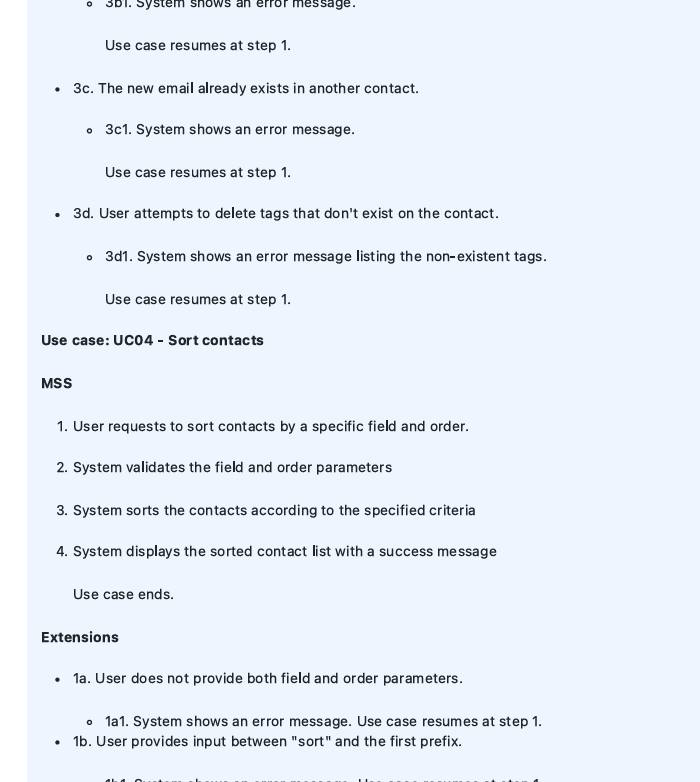 3b1. System shows an error message.
Use case resumes at step 1.
3c. The new email already exists in another contact.
3c1. System shows an error message.
Use case resumes at step 1.
3d. User attempts to delete tags that don't exist on the contact.
3d1. System shows an error message listing the non-existent tags.
Use case resumes at step 1.
Use case: UC04 - Sort contacts
MSS
1. User requests to sort contacts by a specific field and order.
2. System validates the field and order parameters
3. System sorts the contacts according to the specified criteria
4. System displays the sorted contact list with a success message
Use case ends.
Extensions
1a. User does not provide both field and order parameters.
1a1. System shows an error message. Use case resumes at step 1.
1b. User provides input between "sort" and the first prefix.